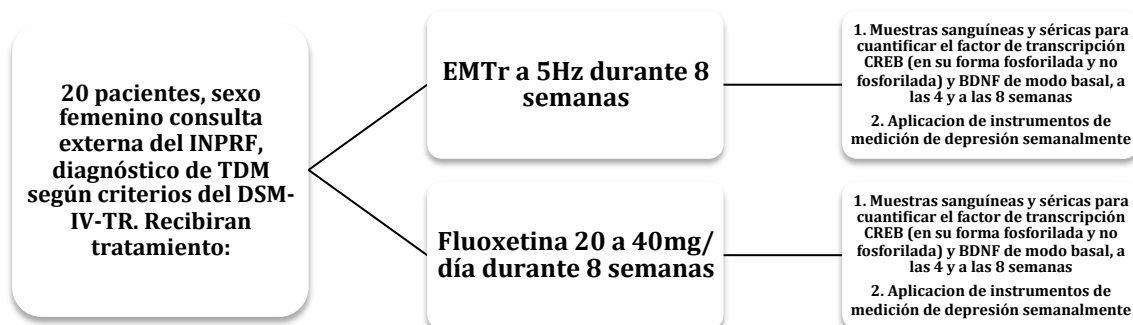 20 pacientes, sexo
femenino consulta
externa del INPRF,
diagnóstico de TDM
según criterios del DSM-
IV-TR. Recibiran
tratamiento:
EMTr a 5Hz durante 8
semanas
1. Muestras sanguíneas y séricas para
cuantificar el factor de transcripción
CREB (en su forma fosforilada y no
fosforilada) y BDNF de modo basal, a
las 4 y a las 8 semanas
2. Aplicacion de instrumentos de
medición de depresión semanalmente
Fluoxetina 20 a 40mg/
día durante 8 semanas
1. Muestras sanguíneas y séricas para
cuantificar el factor de transcripción
CREB (en su forma fosforilada y no
fosforilada) y BDNF de modo basal, a
las 4 y a las 8 semanas
2. Aplicacion de instrumentos de
medición de depresión semanalmente